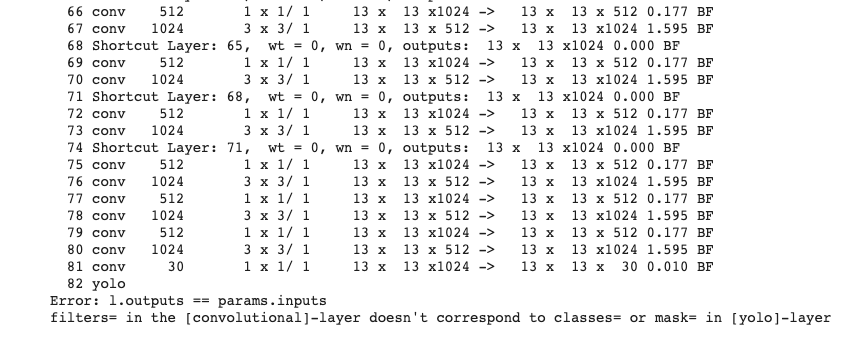 66 conv 512 1 x 1/ 1 13 x 13 x1024 -> 13 x 13 x 512 0.177 BF
67 conv 1024 3 x 3/ 1 13 x 13 x 512 -> 13 x 13 x1024 1.595 BF
68 Shortcut Layer: 65, wt = 0, wn = 0, outputs: 13 x 13 x1024 0.000 BF
69 conv 512 1 x 1/ 1 13 x 13 x1024 -> 13 x 13 x 512 0.177 BF
70 conv 1024 3 x 3/ 1 13 x 13 x 512 -> 13 x 13 x1024 1.595 BF
71 Shortcut Layer: 68, wt = 0, wn = 0, outputs: 13 x 13 x1024 0.000 BF
72 conv 512 1 x 1/ 1 13 x 13 x1024 -> 13 x 13 x 512 0.177 BF
73 conv 1024 3 x 3/ 1 13 x 13 x 512 -> 13 x 13 x1024 1.595 BF
74 Shortcut Layer: 71, wt = 0, wn = 0, outputs: 13 x 13 x1024 0.000 BF
75 conv 512 1 x 1/ 1 13 x 13 x1024 -> 13 x 13 x 512 0.177 BF
76 conv 1024 3 x 3/ 1 13 x 13 x 512 -> 13 x 13 x1024 1.595 BF
77 conv 512 1 x 1/ 1 13 x 13 x1024 -> 13 x 13 x 512 0.177 BF
78 conv 1024 3 x 3/ 1 13 x 13 x 512 -> 13 x 13 x1024 1.595 BF
79 conv 512 1 x 1/ 1 13 x 13 x1024 -> 13 x 13 x 512 0.177 BF
80 conv 1024 3 x 3/ 1 13 x 13 x 512 -> 13 x 13 x1024 1.595 BF
81 conv 30 1 x 1/ 1 13 x 13 x1024 -> 13 x 13 x 30 0.010 BF
82 yolo
Error: l.outputs == params.inputs
filters= in the [convolutional]-layer doesn't correspond to classes= or mask= in [yolo]-layer